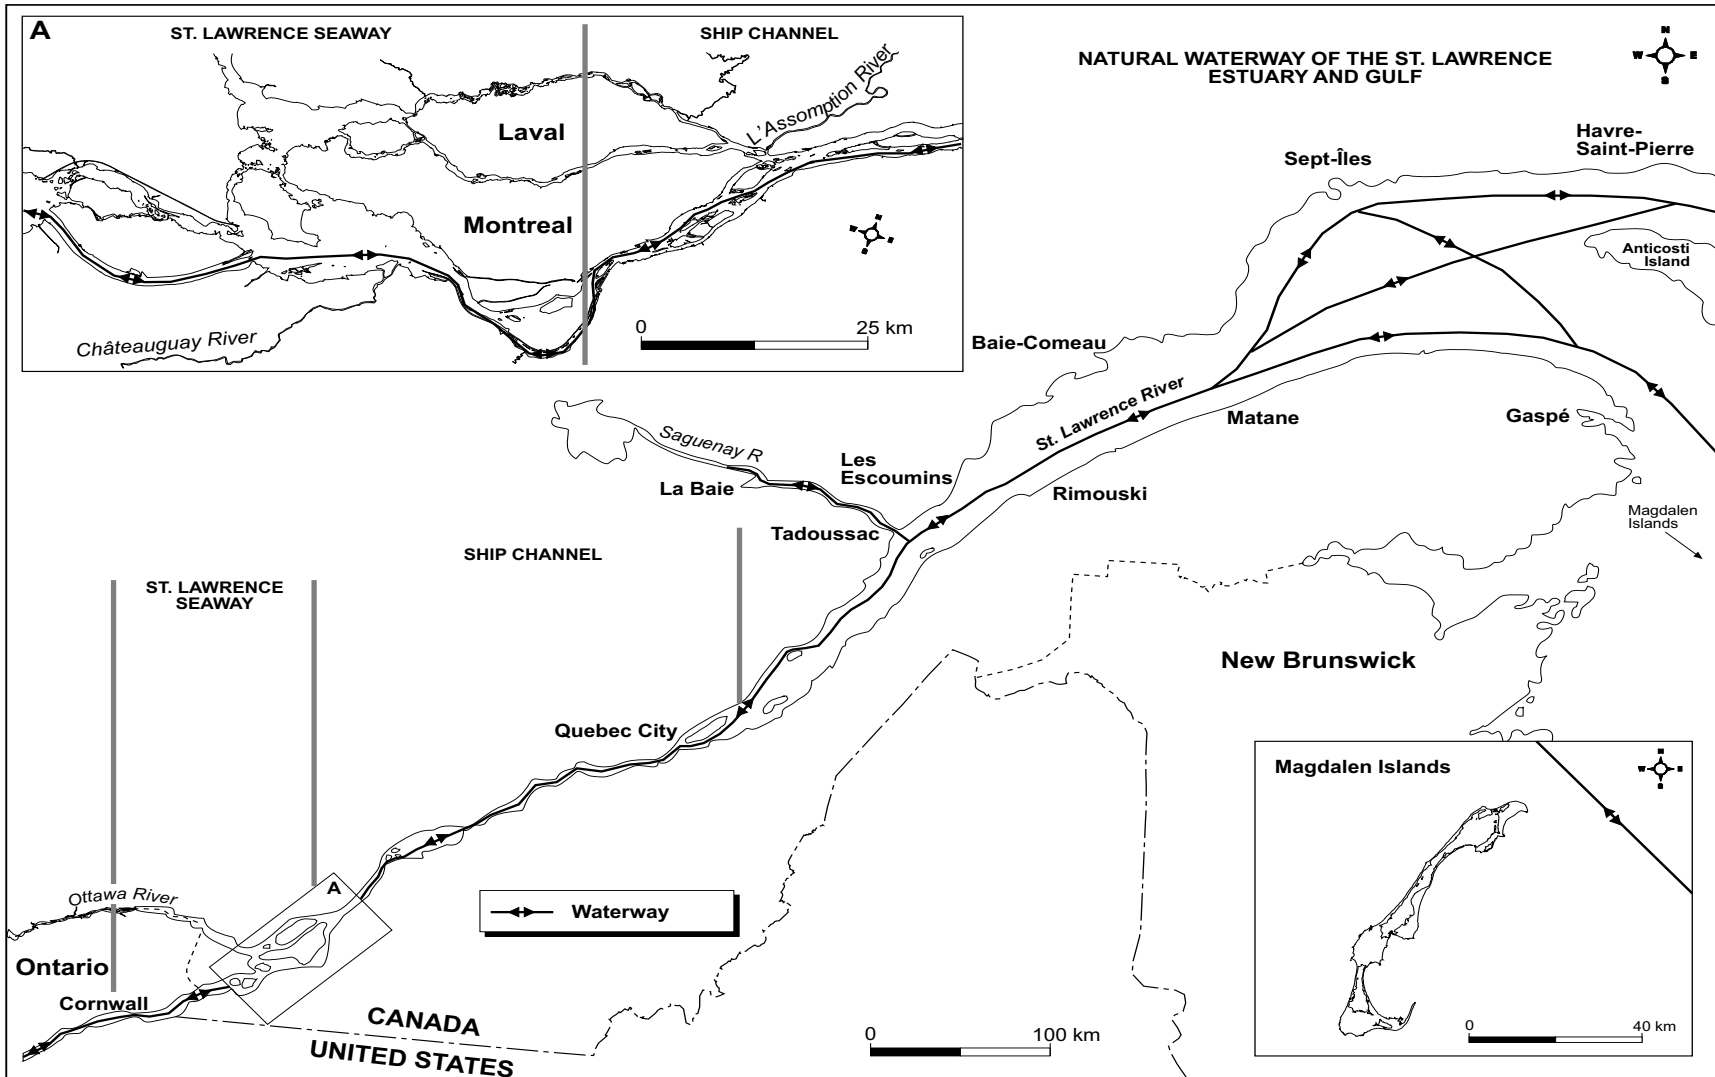 A
ST. LAWRENCE SEAWAY
SHIP CHANNEL
L'Assomption River
Laval
Montreal
N
W
E
S
Châteauguay River
0
25 km
NATURAL WATERWAY OF THE ST. LAWRENCE
ESTUARY AND GULF
N
W
E
S
Havre-
Saint-Pierre
Sept-Îles
Anticosti
Island
Baie-Comeau
St. Lawrence River
Matane
Gaspé
Saguenay R
Les
Escoumins
La Baie
Rimouski
Tadoussac
Magdalen
Islands
SHIP CHANNEL
ST. LAWRENCE
SEAWAY
New Brunswick
Quebec City
Ottawa River
A
Waterway
Ontario
Cornwall
CANADA
UNITED STATES
0
100 km
Magdalen Islands
N
W
E
S
0
40 km